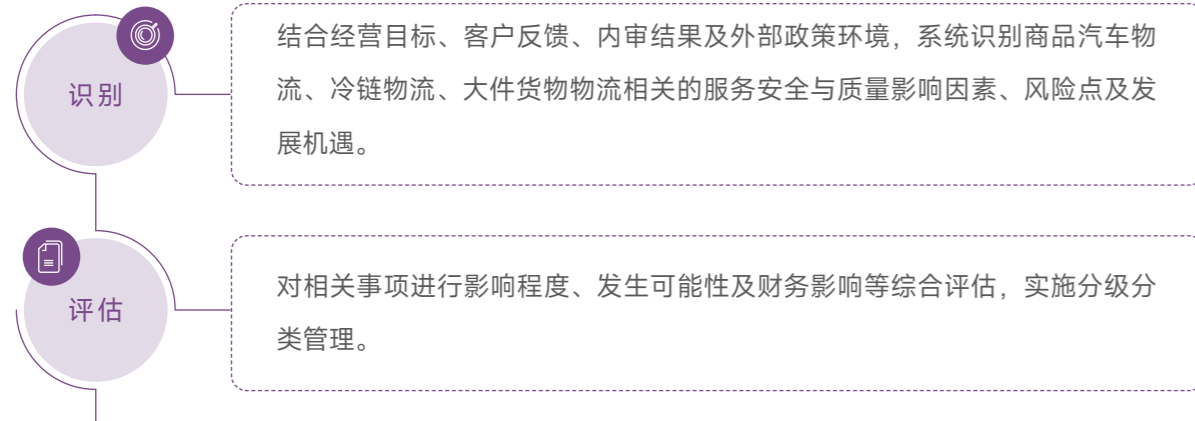 识别
结合经营目标、客户反馈、内审结果及外部政策环境，系统识别商品汽车物
流、冷链物流、大件货物物流相关的服务安全与质量影响因素、风险点及发
展机遇。
评估
对相关事项进行影响程度、发生可能性及财务影响等综合评估，实施分级分
类管理。